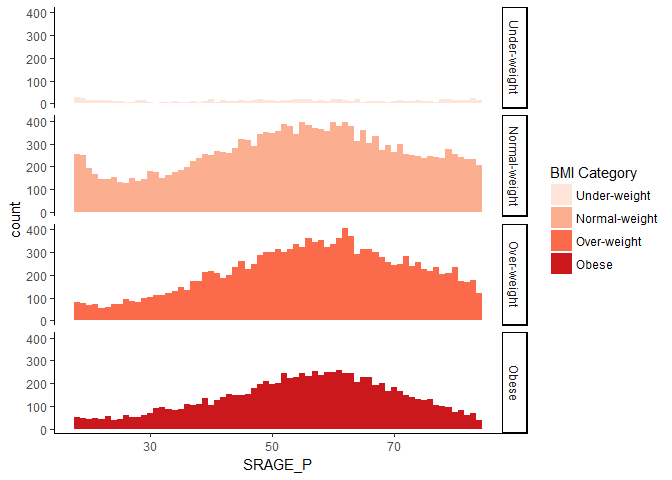 400
300
200
100
0
Under-weight
400
300
200
100
0
Normal-weight
400
300
200
100
0
Over-weight
400
300
200
100
0
Obese
count
30
50
70
SRAGE_P
BMI Category
Under-weight
Normal-weight
Over-weight
Obese